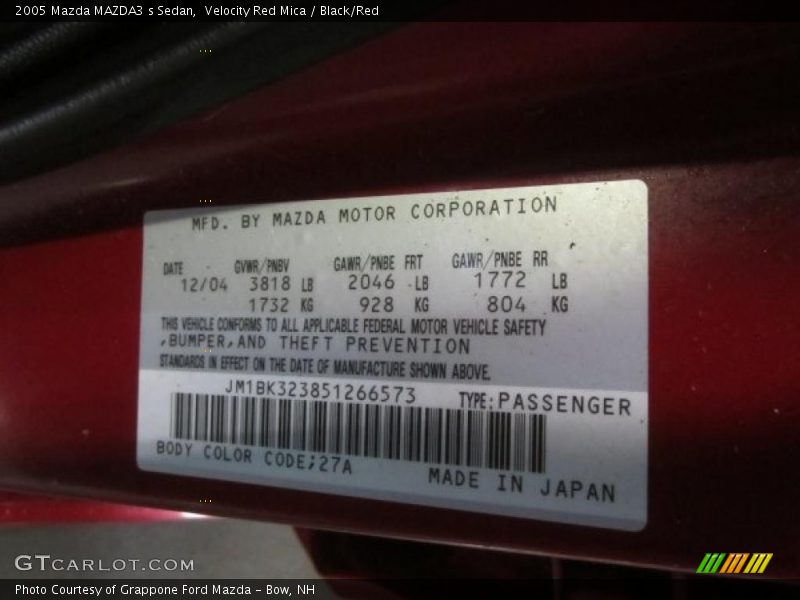 2005 Mazda MAZDA3 s Sedan,  Velocity Red Mica / Black/Red
MFD. BY MAZDA MOTOR CORPORATION
DATE GVWR/PNBV GAWR/PNBE FRT GAWR/PNBE RR
12/04 3818 LB 2046 LB 1772 LB
1732 KG 928 KG 804 KG
THIS VEHICLE CONFORMS TO ALL APPLICABLE FEDERAL MOTOR VEHICLE SAFETY
,BUMPER,AND THEFT PREVENTION
STANDARDS IN EFFECT ON THE DATE OF MANUFACTURE SHOWN ABOVE.
JM1BK323851266573 TYPE:PASSENGER
BODY COLOR CODE;27A
MADE IN JAPAN
GTCARLOT.COM
Photo Courtesy of Grappone Ford Mazda - Bow, NH